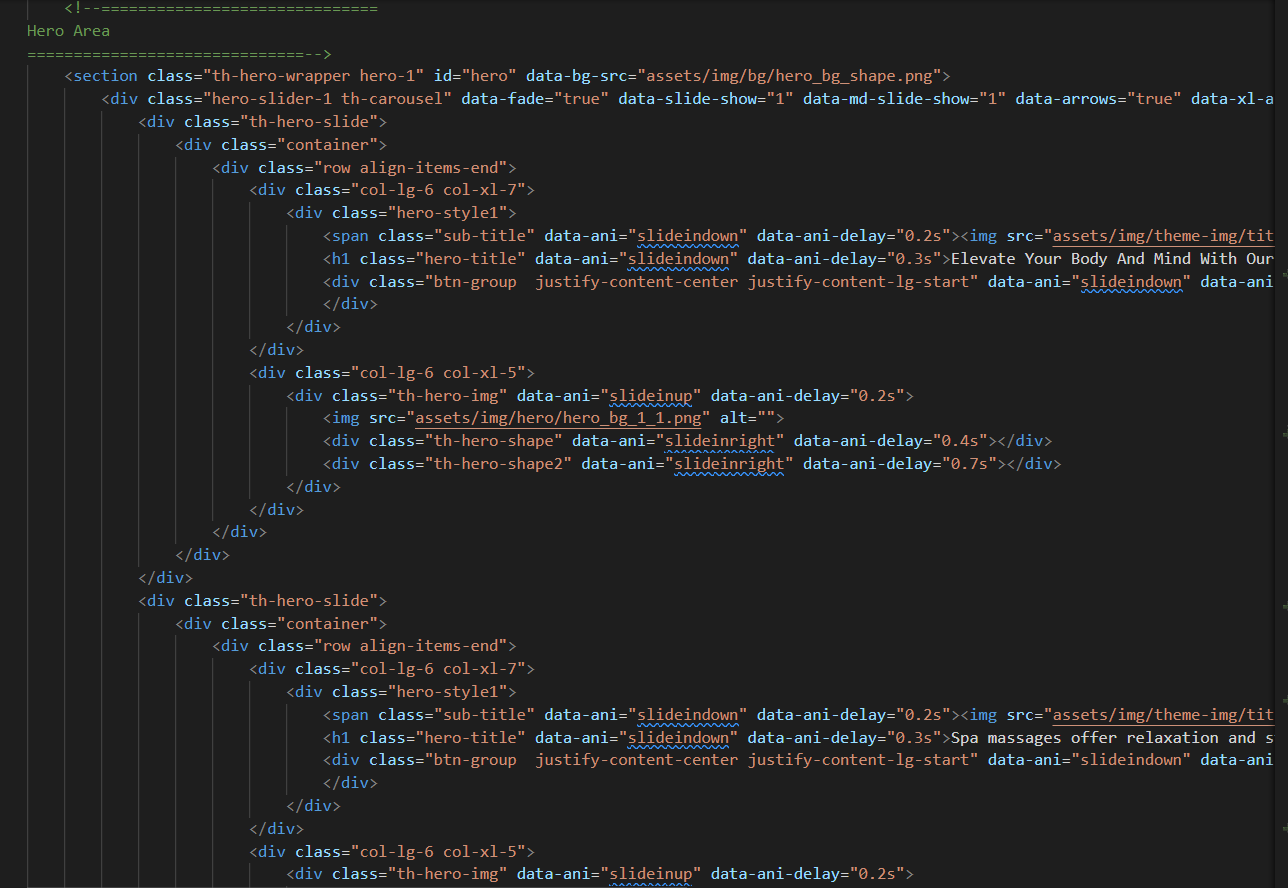 <!--==============================
Hero Area
==============================-->
<section class="th-hero-wrapper hero-1" id="hero" data-bg-src="assets/img/bg/hero_bg_shape.png">
<div class="hero-slider-1 th-carousel" data-fade="true" data-slide-show="1" data-md-slide-show="1" data-arrows="true" data-xl-a
<div class="th-hero-slide">
<div class="container">
<div class="row align-items-end">
<div class="col-lg-6 col-xl-7">
<div class="hero-style1">
<span class="sub-title" data-ani="slideindown" data-ani-delay="0.2s"><img src="assets/img/theme-img/tit
<h1 class="hero-title" data-ani="slideindown" data-ani-delay="0.3s">Elevate Your Body And Mind With Our
<div class="btn-group  justify-content-center justify-content-lg-start" data-ani="slideindown" data-ani
</div>
</div>
</div>
<div class="col-lg-6 col-xl-5">
<div class="th-hero-img" data-ani="slideinup" data-ani-delay="0.2s">
<img src="assets/img/hero/hero_bg_1_1.png" alt="">
<div class="th-hero-shape" data-ani="slideinright" data-ani-delay="0.4s"></div>
<div class="th-hero-shape2" data-ani="slideinright" data-ani-delay="0.7s"></div>
</div>
</div>
</div>
</div>
</div>
<div class="th-hero-slide">
<div class="container">
<div class="row align-items-end">
<div class="col-lg-6 col-xl-7">
<div class="hero-style1">
<span class="sub-title" data-ani="slideindown" data-ani-delay="0.2s"><img src="assets/img/theme-img/tit
<h1 class="hero-title" data-ani="slideindown" data-ani-delay="0.3s">Spa massages offer relaxation and s
<div class="btn-group  justify-content-center justify-content-lg-start" data-ani="slideindown" data-ani
</div>
</div>
</div>
<div class="col-lg-6 col-xl-5">
<div class="th-hero-img" data-ani="slideinup" data-ani-delay="0.2s">